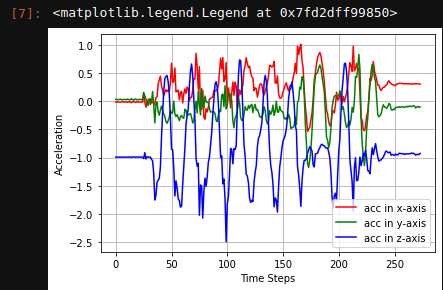 [7]: <matplotlib.legend.Legend at 0x7fd2dff99850>
1.0
0.5
0.0
−0.5
−1.0
−1.5
−2.0
−2.5
Acceleration
acc in x-axis
acc in y-axis
acc in z-axis
0 50 100 150 200 250
Time Steps